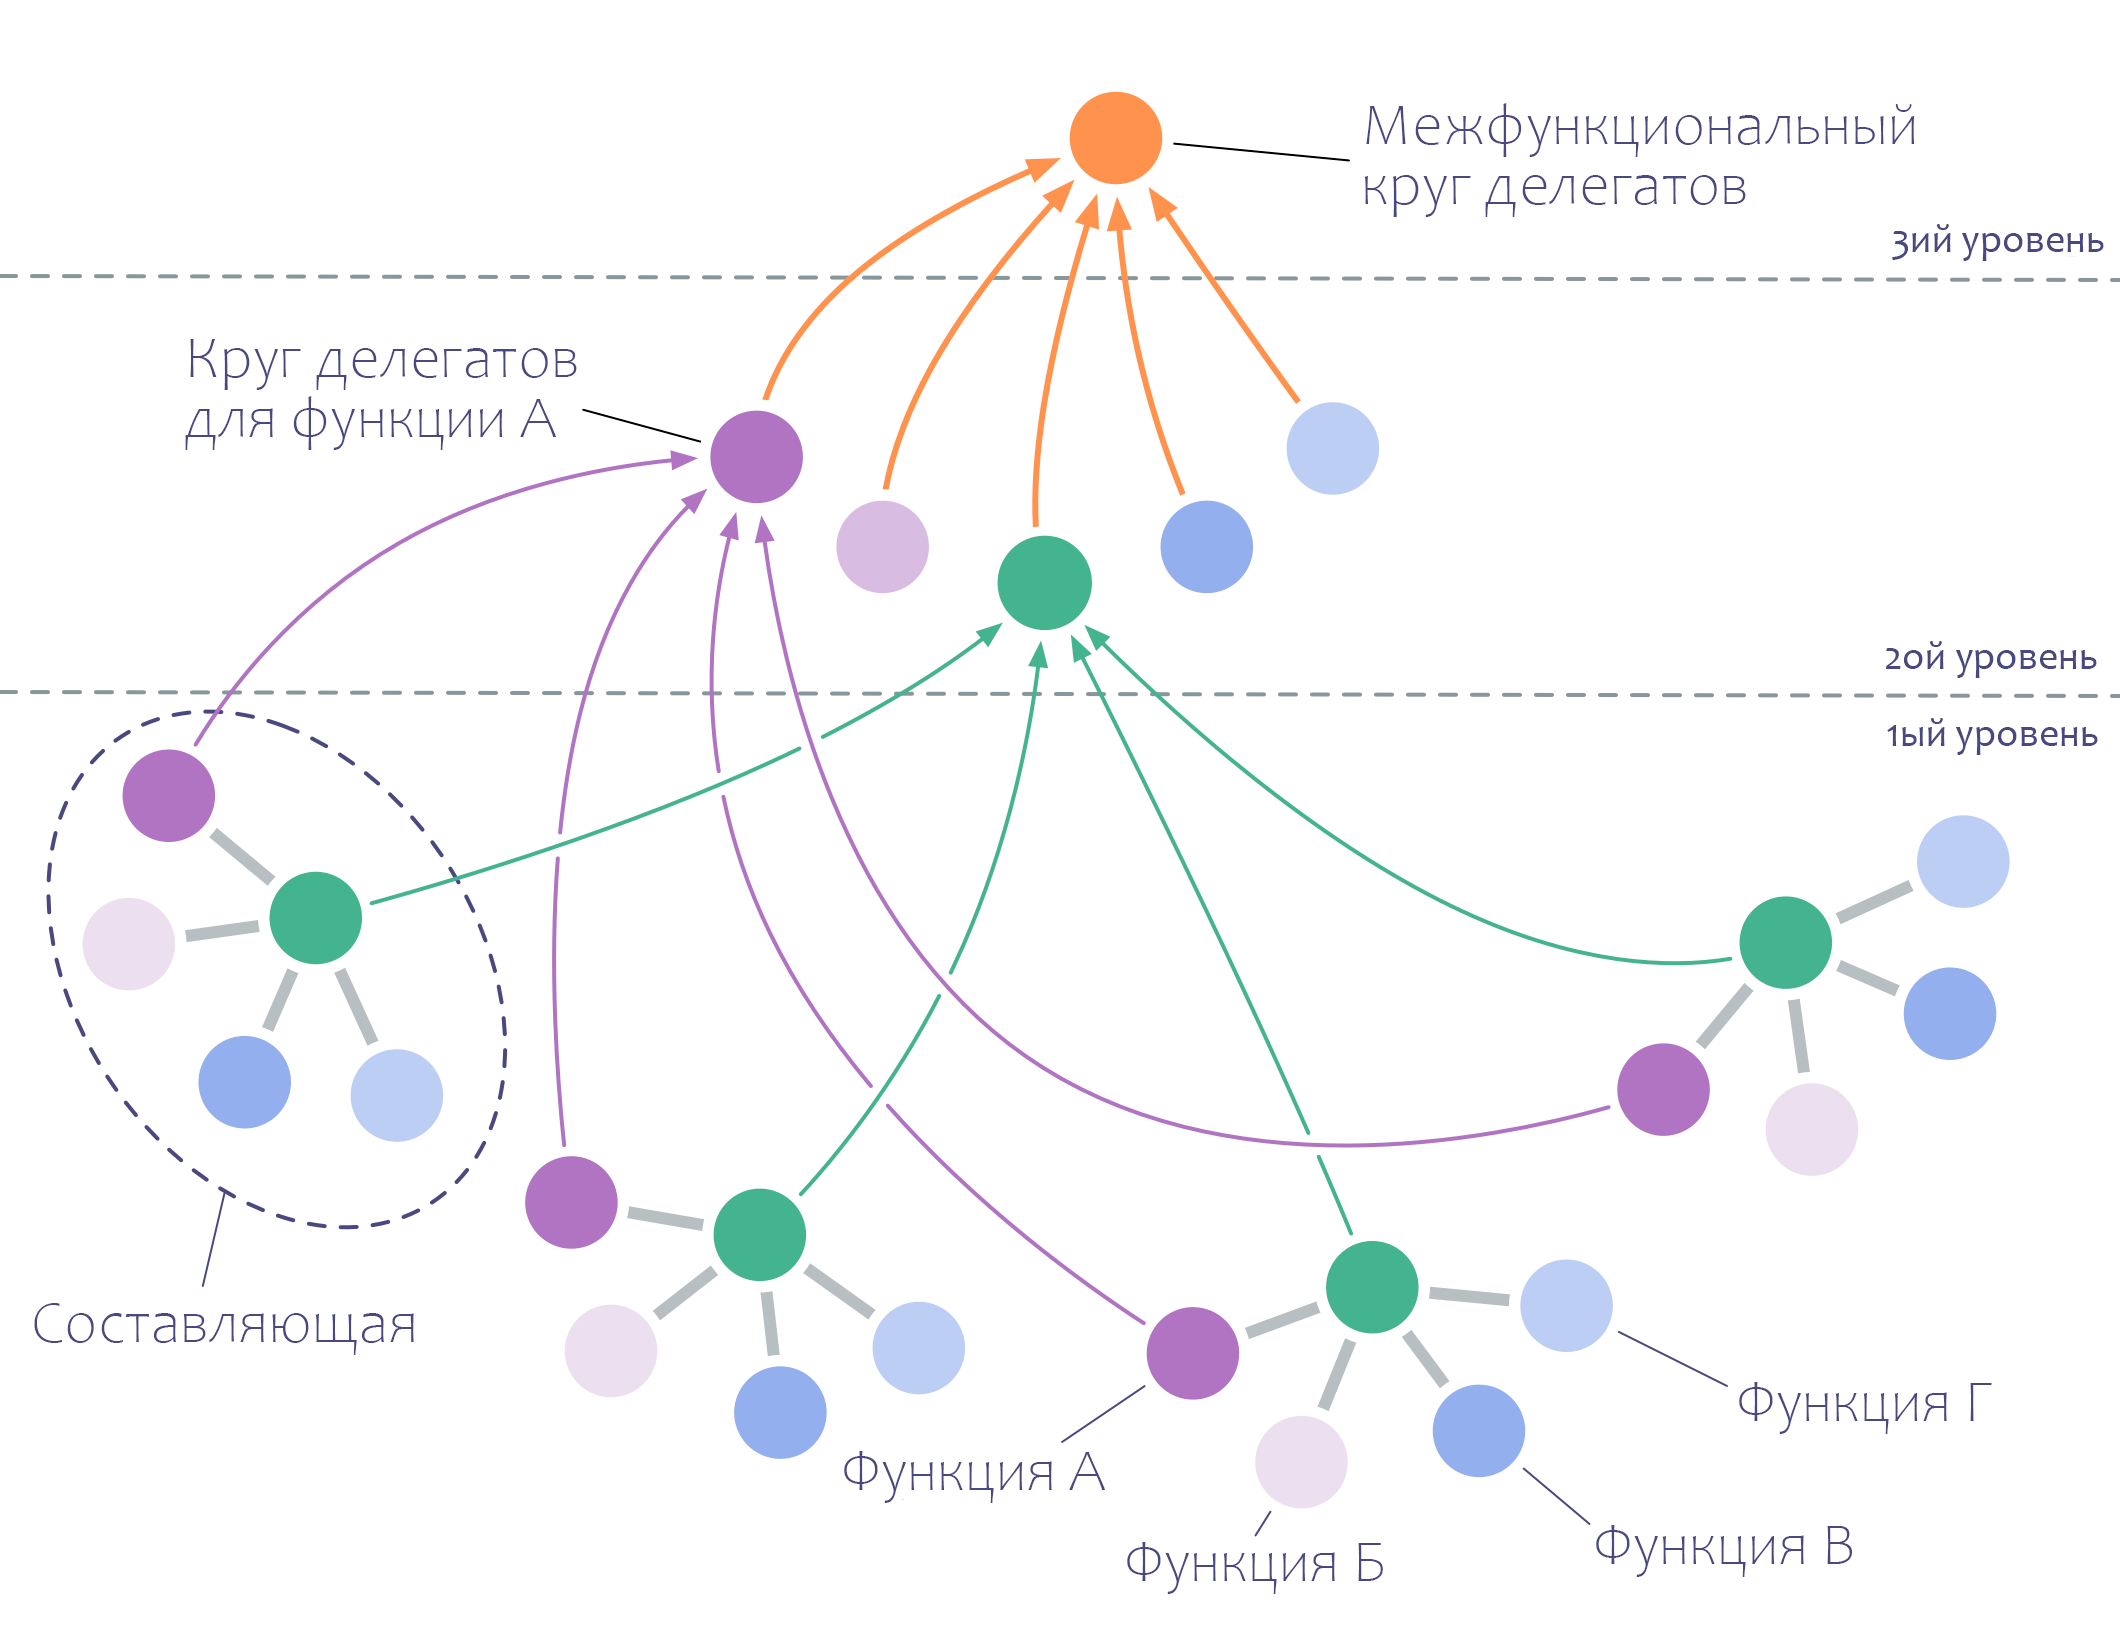 Межфункциональный
круг делегатов
3ий уровень
Круг делегатов
для функции А
2ой уровень
1ый уровень
Составляющая
Функция Г
Функция А
Функция В
Функция Б